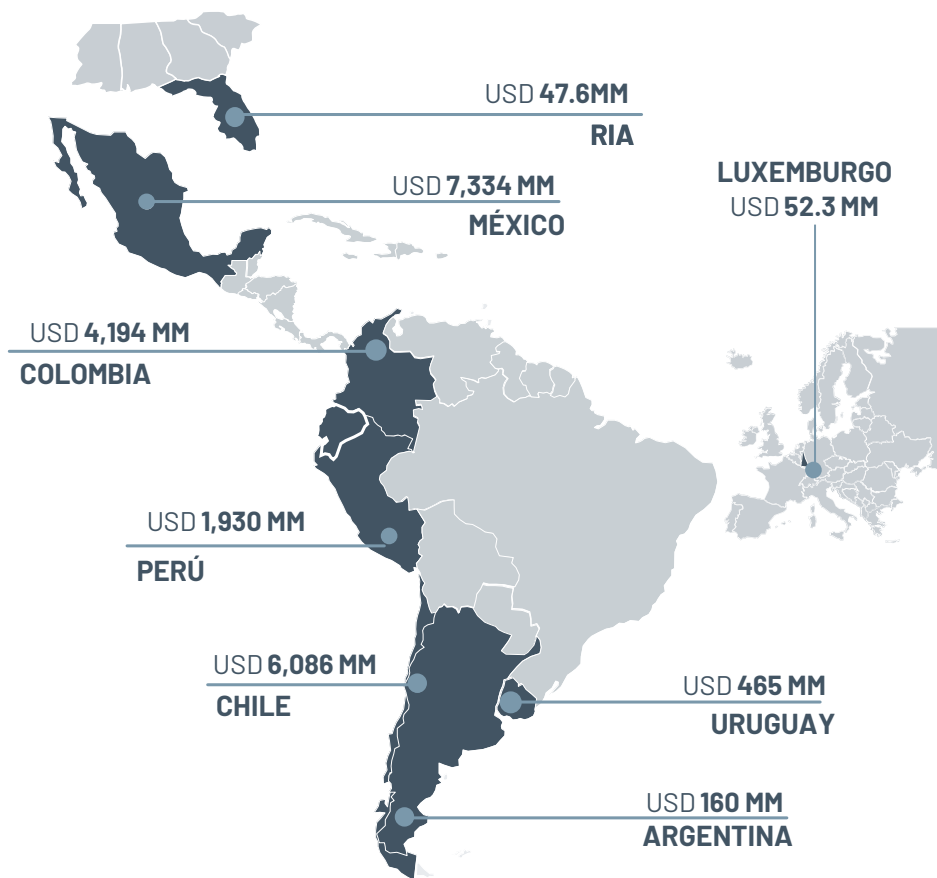 USD 47.6MM
RIA
LUXEMBURGO
USD 52.3 MM
USD 7,334 MM
MÉXICO
USD 4,194 MM
COLOMBIA
USD 1,930 MM
PERÚ
USD 6,086 MM
CHILE
USD 465 MM
URUGUAY
USD 160 MM
ARGENTINA